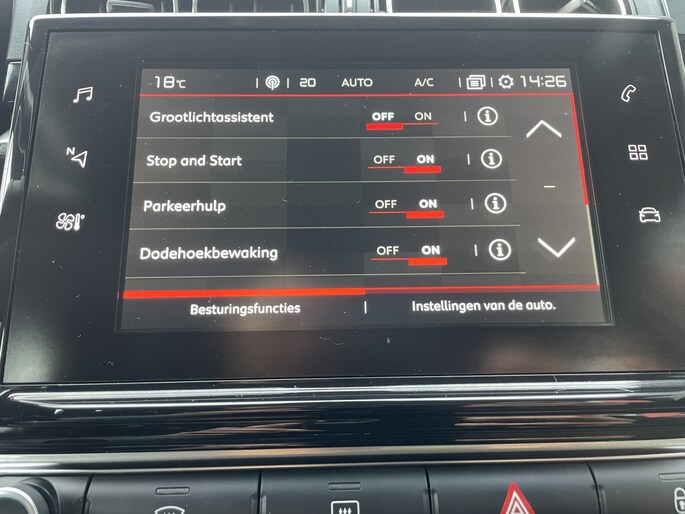 18°C 20 AUTO A/C 14:26
Grootlichtassistent OFF ON i
Stop and Start OFF ON i
N
Parkeerhulp OFF ON i
Dodehoekbewaking OFF ON i
Besturingsfuncties Instellingen van de auto.